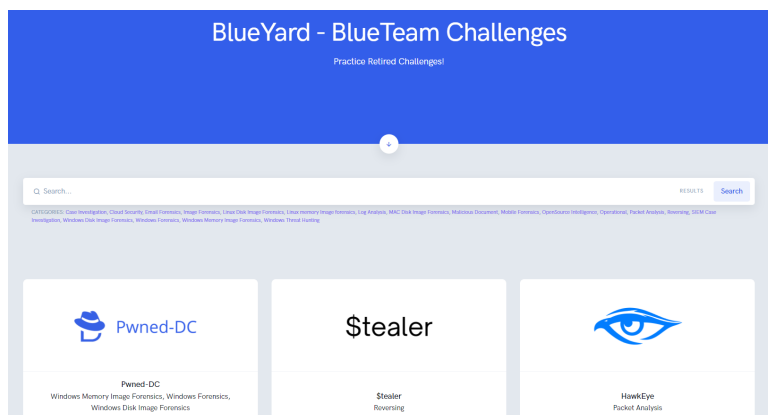 BlueYard - BlueTeam Challenges
Practice Retired Challenges!
Search...
RESULTS
Search
CATEGORIES: Case Investigation, Cloud Security, Email Forensics, Image Forensics, Linux Disk Image Forensics, Linux memory Image forensics, Log Analysis, MAC Disk Image Forensics, Malicious Document, Mobile Forensics, OpenSource Intelligence, Operational, Packet Analysis, Reversing, SIEM Case
Investigation, Windows Disk Image Forensics, Windows Forensics, Windows Memory Image Forensics, Windows Threat Hunting
Pwned-DC
$tealer
Pwned-DC
Windows Memory Image Forensics, Windows Forensics,
Windows Disk Image Forensics
$tealer
Reversing
HawkEye
Packet Analysis